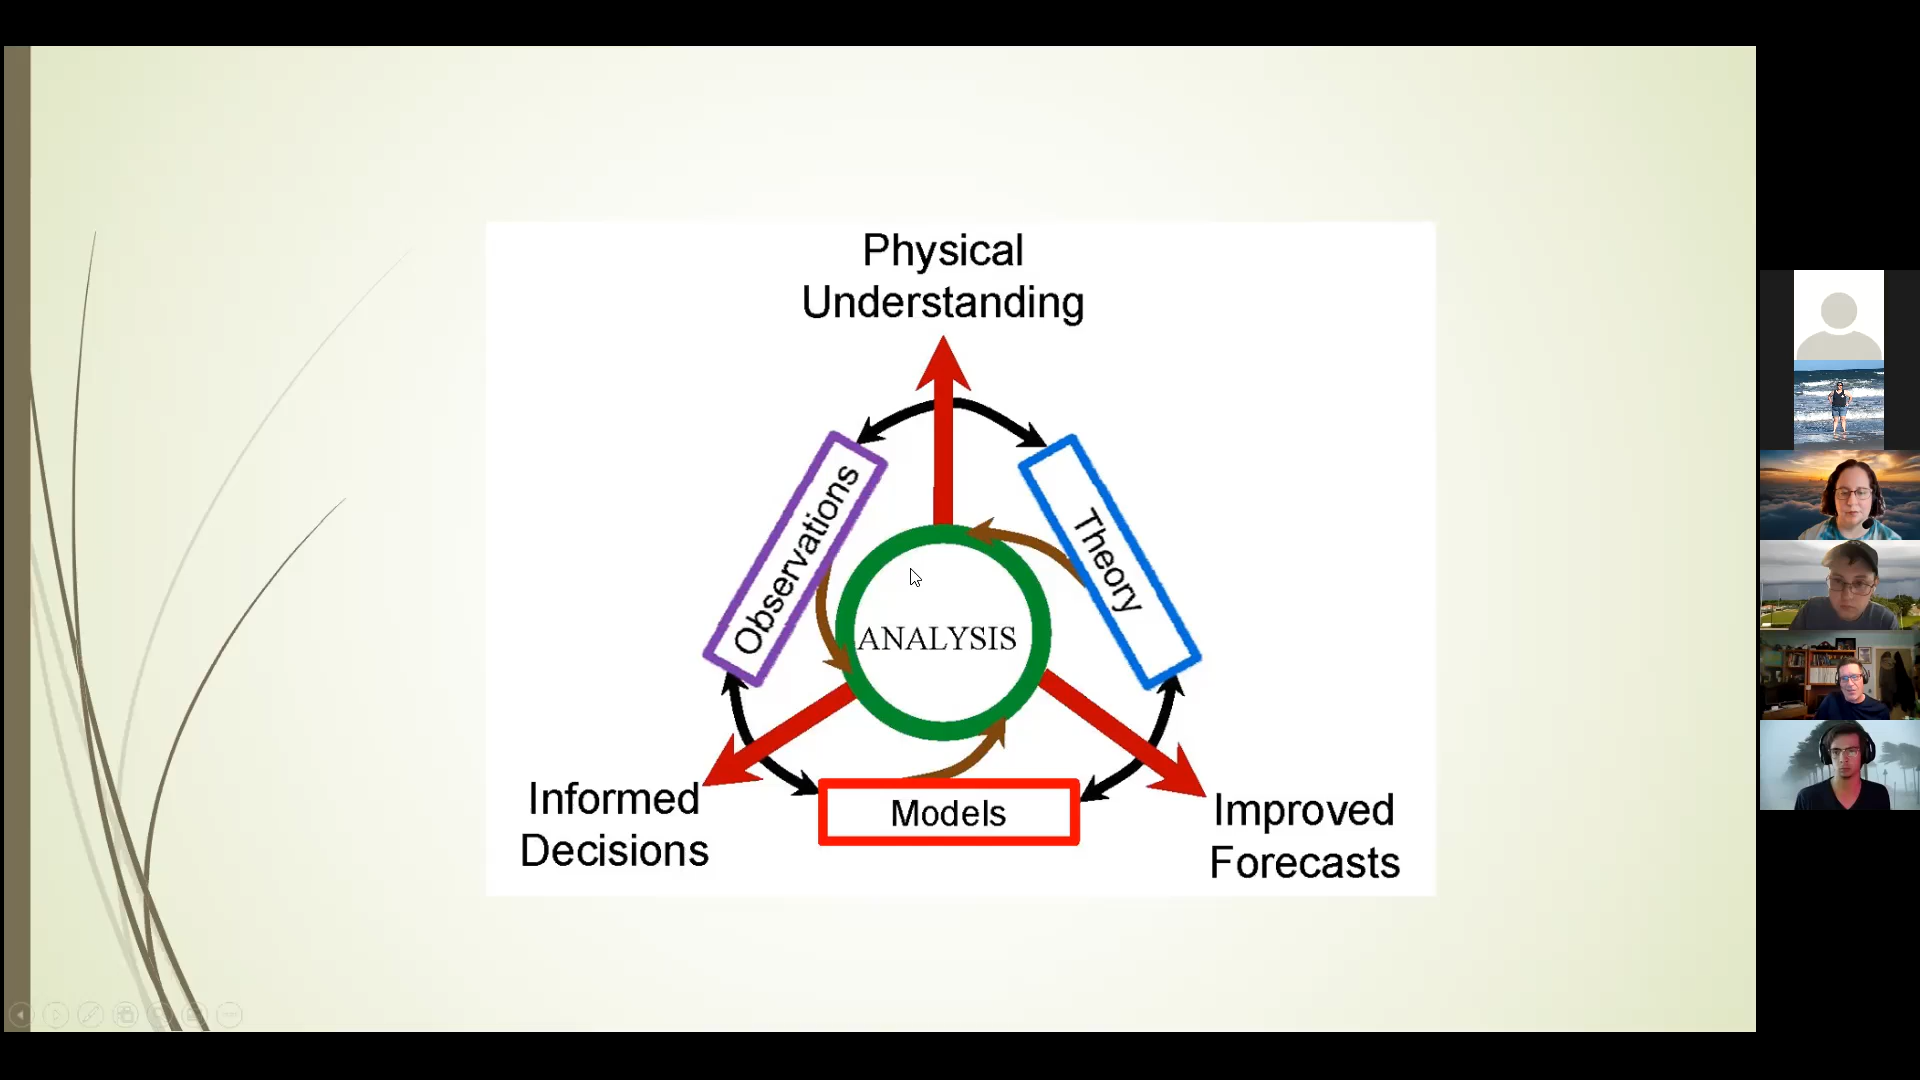 Physical
Understanding
Observations
Theory
ANALYSIS
Informed
Decisions
Models
Improved
Forecasts